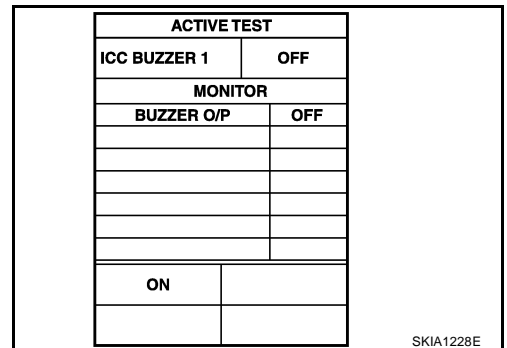 ACTIVE TEST
ICC BUZZER 1 OFF
MONITOR
BUZZER O/P OFF
ON
SKIA1228E